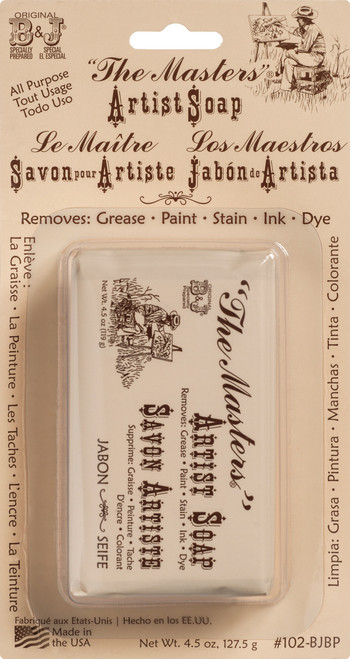 ORIGINAL
B&J
SPECIALLY PREPARED
SPECIAL EL ESPECIAL
All Purpose
Tout Usage
Todo Uso
"The Masters"®
Artist Soap
Le Maître
Savon pour Artiste
Los Maestros
Jabón de Artista
Removes: Grease • Paint • Stain • Ink • Dye
Enlève:
La Graisse • La Peinture • Les Taches • L'encre • La Teinture
Limpia: Grasa • Pintura • Manchas • Tinta • Colorante
ORIGINAL
B&J
Net Wt. 4.5 oz (119 g)
"The Masters"®
Artist Soap
Removes: Grease • Paint • Stain, Ink • Dye
Savon Artiste
Supprime: Graisse • Peinture • Tache
D'encre • Colorant
JABON SEIFE
Fabriqué aux Etats-Unis | Hecho en los EE.UU.
Made in
the USA
Net Wt. 4.5 oz. 127.5 g
#102-BJBP